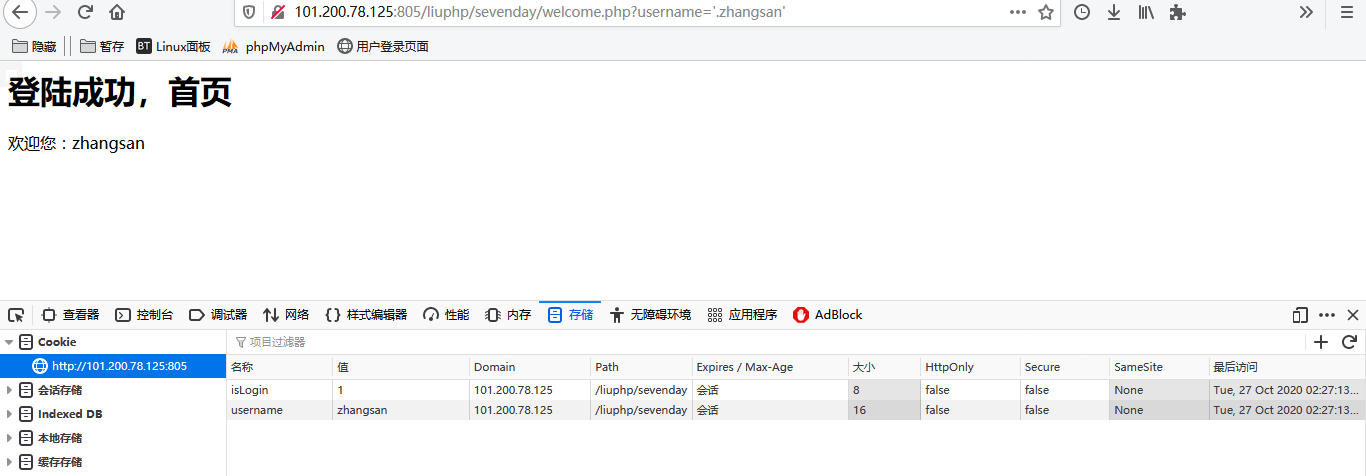 101.200.78.125:805/liuphp/sevenday/welcome.php?username='.zhangsan'
隐藏 暂存 BT Linux面板 PMA phpMyAdmin 用户登录页面
登陆成功，首页
欢迎您：zhangsan
查看器 控制台 调试器 网络 样式编辑器 性能 内存 存储 无障碍环境 应用程序 AdBlock
Cookie 项目过滤器
http://101.200.78.125:805 名称 值 Domain Path Expires / Max-Age 大小 HttpOnly Secure SameSite 最后访问
会话存储 isLogin 1 101.200.78.125 /liuphp/sevenday 会话 8 false false None Tue, 27 Oct 2020 02:27:13...
Indexed DB username zhangsan 101.200.78.125 /liuphp/sevenday 会话 16 false false None Tue, 27 Oct 2020 02:27:13...
本地存储
缓存存储